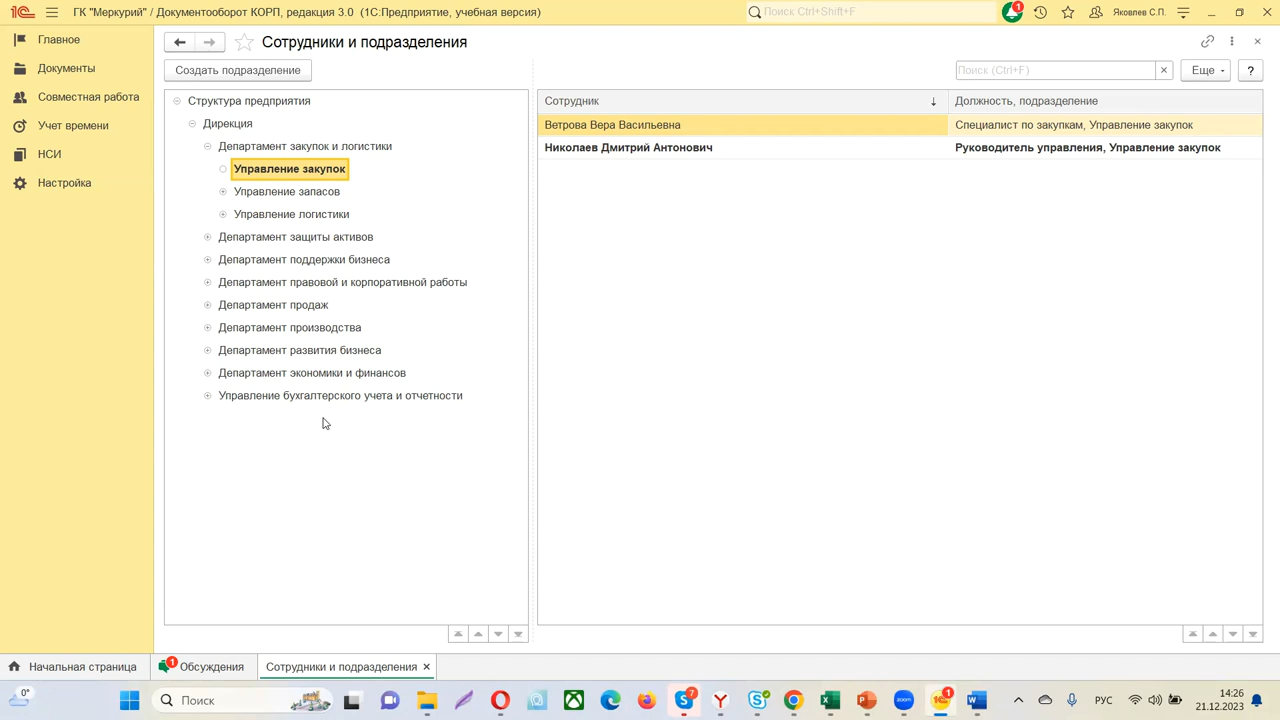 ГК "Меркурий" / Документооборот КОРП, редакция 3.0 (1С:Предприятие, учебная версия)
Поиск Ctrl+Shift+F
1
Яковлев С.П.
Главное
Документы
Совместная работа
Учет времени
НСИ
Настройка
Сотрудники и подразделения
Создать подразделение
Поиск (Ctrl+F)
Еще
?
Структура предприятия
Дирекция
Департамент закупок и логистики
Управление закупок
Управление запасов
Управление логистики
Департамент защиты активов
Департамент поддержки бизнеса
Департамент правовой и корпоративной работы
Департамент продаж
Департамент производства
Департамент развития бизнеса
Департамент экономики и финансов
Управление бухгалтерского учета и отчетности
Сотрудник
Должность, подразделение
Ветрова Вера Васильевна
Специалист по закупкам, Управление закупок
Николаев Дмитрий Антонович
Руководитель управления, Управление закупок
Начальная страница
1
Обсуждения
Сотрудники и подразделения
0°
Поиск
7
1
РУС
14:26
21.12.2023